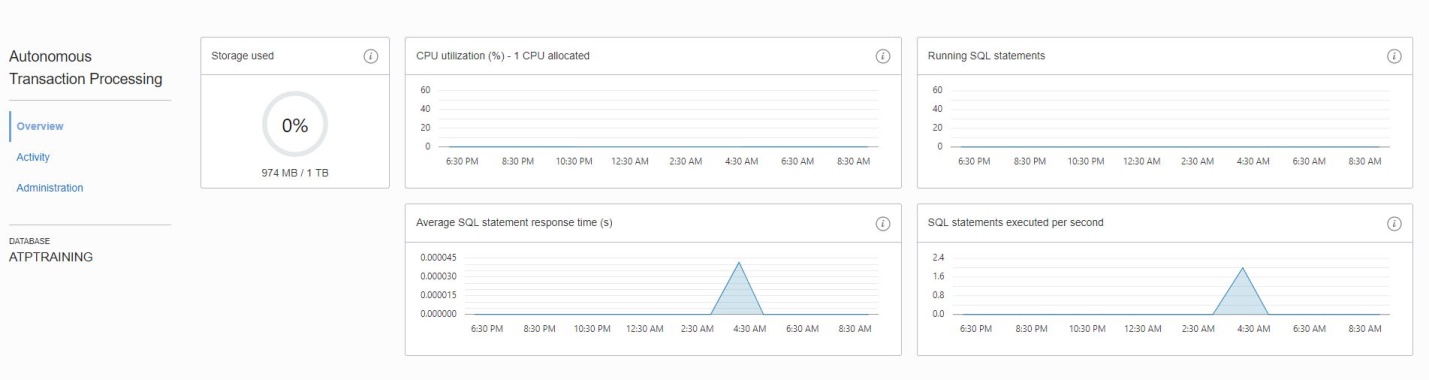 Autonomous
Transaction Processing
Overview
Activity
Administration
DATABASE
ATPTRAINING
Storage used
i
0%
974 MB / 1 TB
CPU utilization (%) - 1 CPU allocated
i
60
40
20
0
6:30 PM 8:30 PM 10:30 PM 12:30 AM 2:30 AM 4:30 AM 6:30 AM 8:30 AM
Running SQL statements
i
60
40
20
0
6:30 PM 8:30 PM 10:30 PM 12:30 AM 2:30 AM 4:30 AM 6:30 AM 8:30 AM
Average SQL statement response time (s)
i
0.000045
0.000030
0.000015
0.000000
6:30 PM 8:30 PM 10:30 PM 12:30 AM 2:30 AM 4:30 AM 6:30 AM 8:30 AM
SQL statements executed per second
i
2.4
1.6
0.8
0.0
6:30 PM 8:30 PM 10:30 PM 12:30 AM 2:30 AM 4:30 AM 6:30 AM 8:30 AM